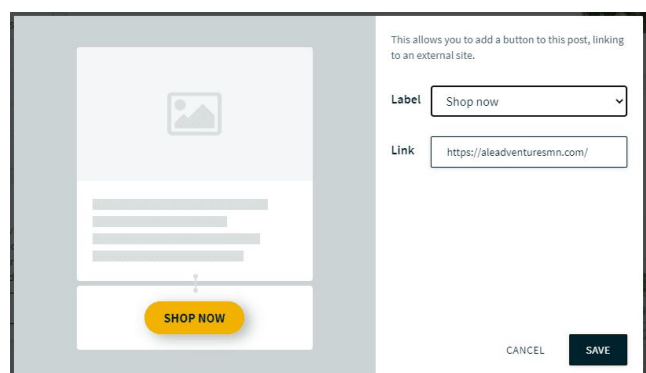 This allows you to add a button to this post, linking
to an external site.
Label
Shop now
Link
https://aleadventuresmn.com/
SHOP NOW
CANCEL
SAVE